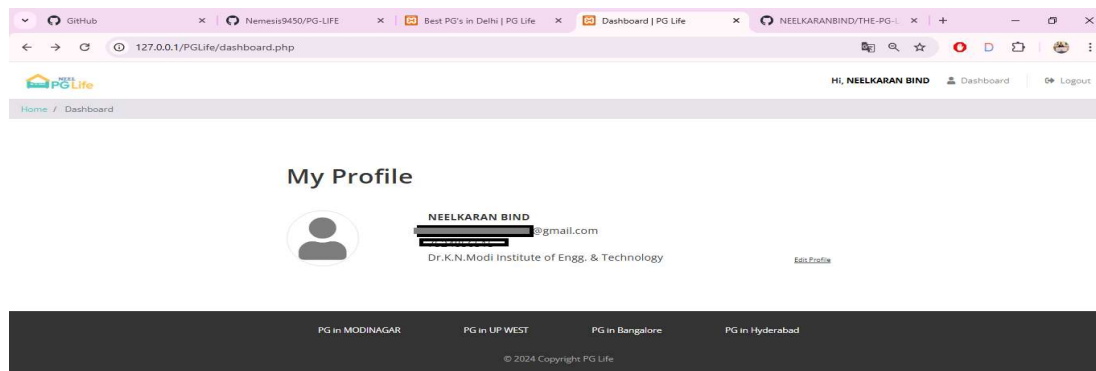 GitHub
Nemesis9450/PG-LIFE
Best PG's in Delhi | PG Life
Dashboard | PG Life
NEELKARANBIND/THE-PG-L
127.0.0.1/PGLife/dashboard.php
NEEL
PGLife
Hi, NEELKARAN BIND
Dashboard
Logout
Home / Dashboard
My Profile
NEELKARAN BIND
@gmail.com
Dr.K.N.Modi Institute of Engg. & Technology
Edit Profile
PG in MODINAGAR PG in UP WEST PG in Bangalore PG in Hyderabad
© 2024 Copyright PG Life